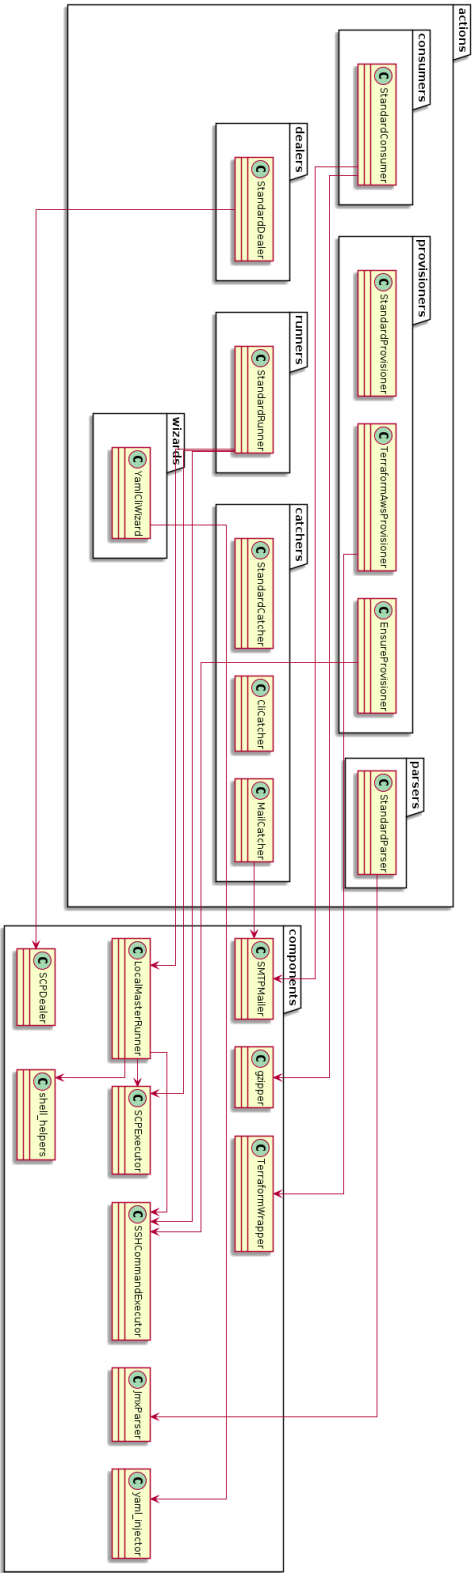 actions
consumers
C StandardConsumer
provisioners
C StandardProvisioner
C TerraformAwsProvisioner
C EnsureProvisioner
parsers
C StandardParser
dealers
C StandardDealer
runners
C StandardRunner
catchers
C StandardCatcher
C CliCatcher
C MailCatcher
wizards
C YamlCliWizard
components
C SMTPMailer
C gzipper
C TerraformWrapper
C LocalMasterRunner
C SCPExecutor
C SSHCommandExecutor
C JmxParser
C yaml_injector
C SCPDealer
C shell_helpers